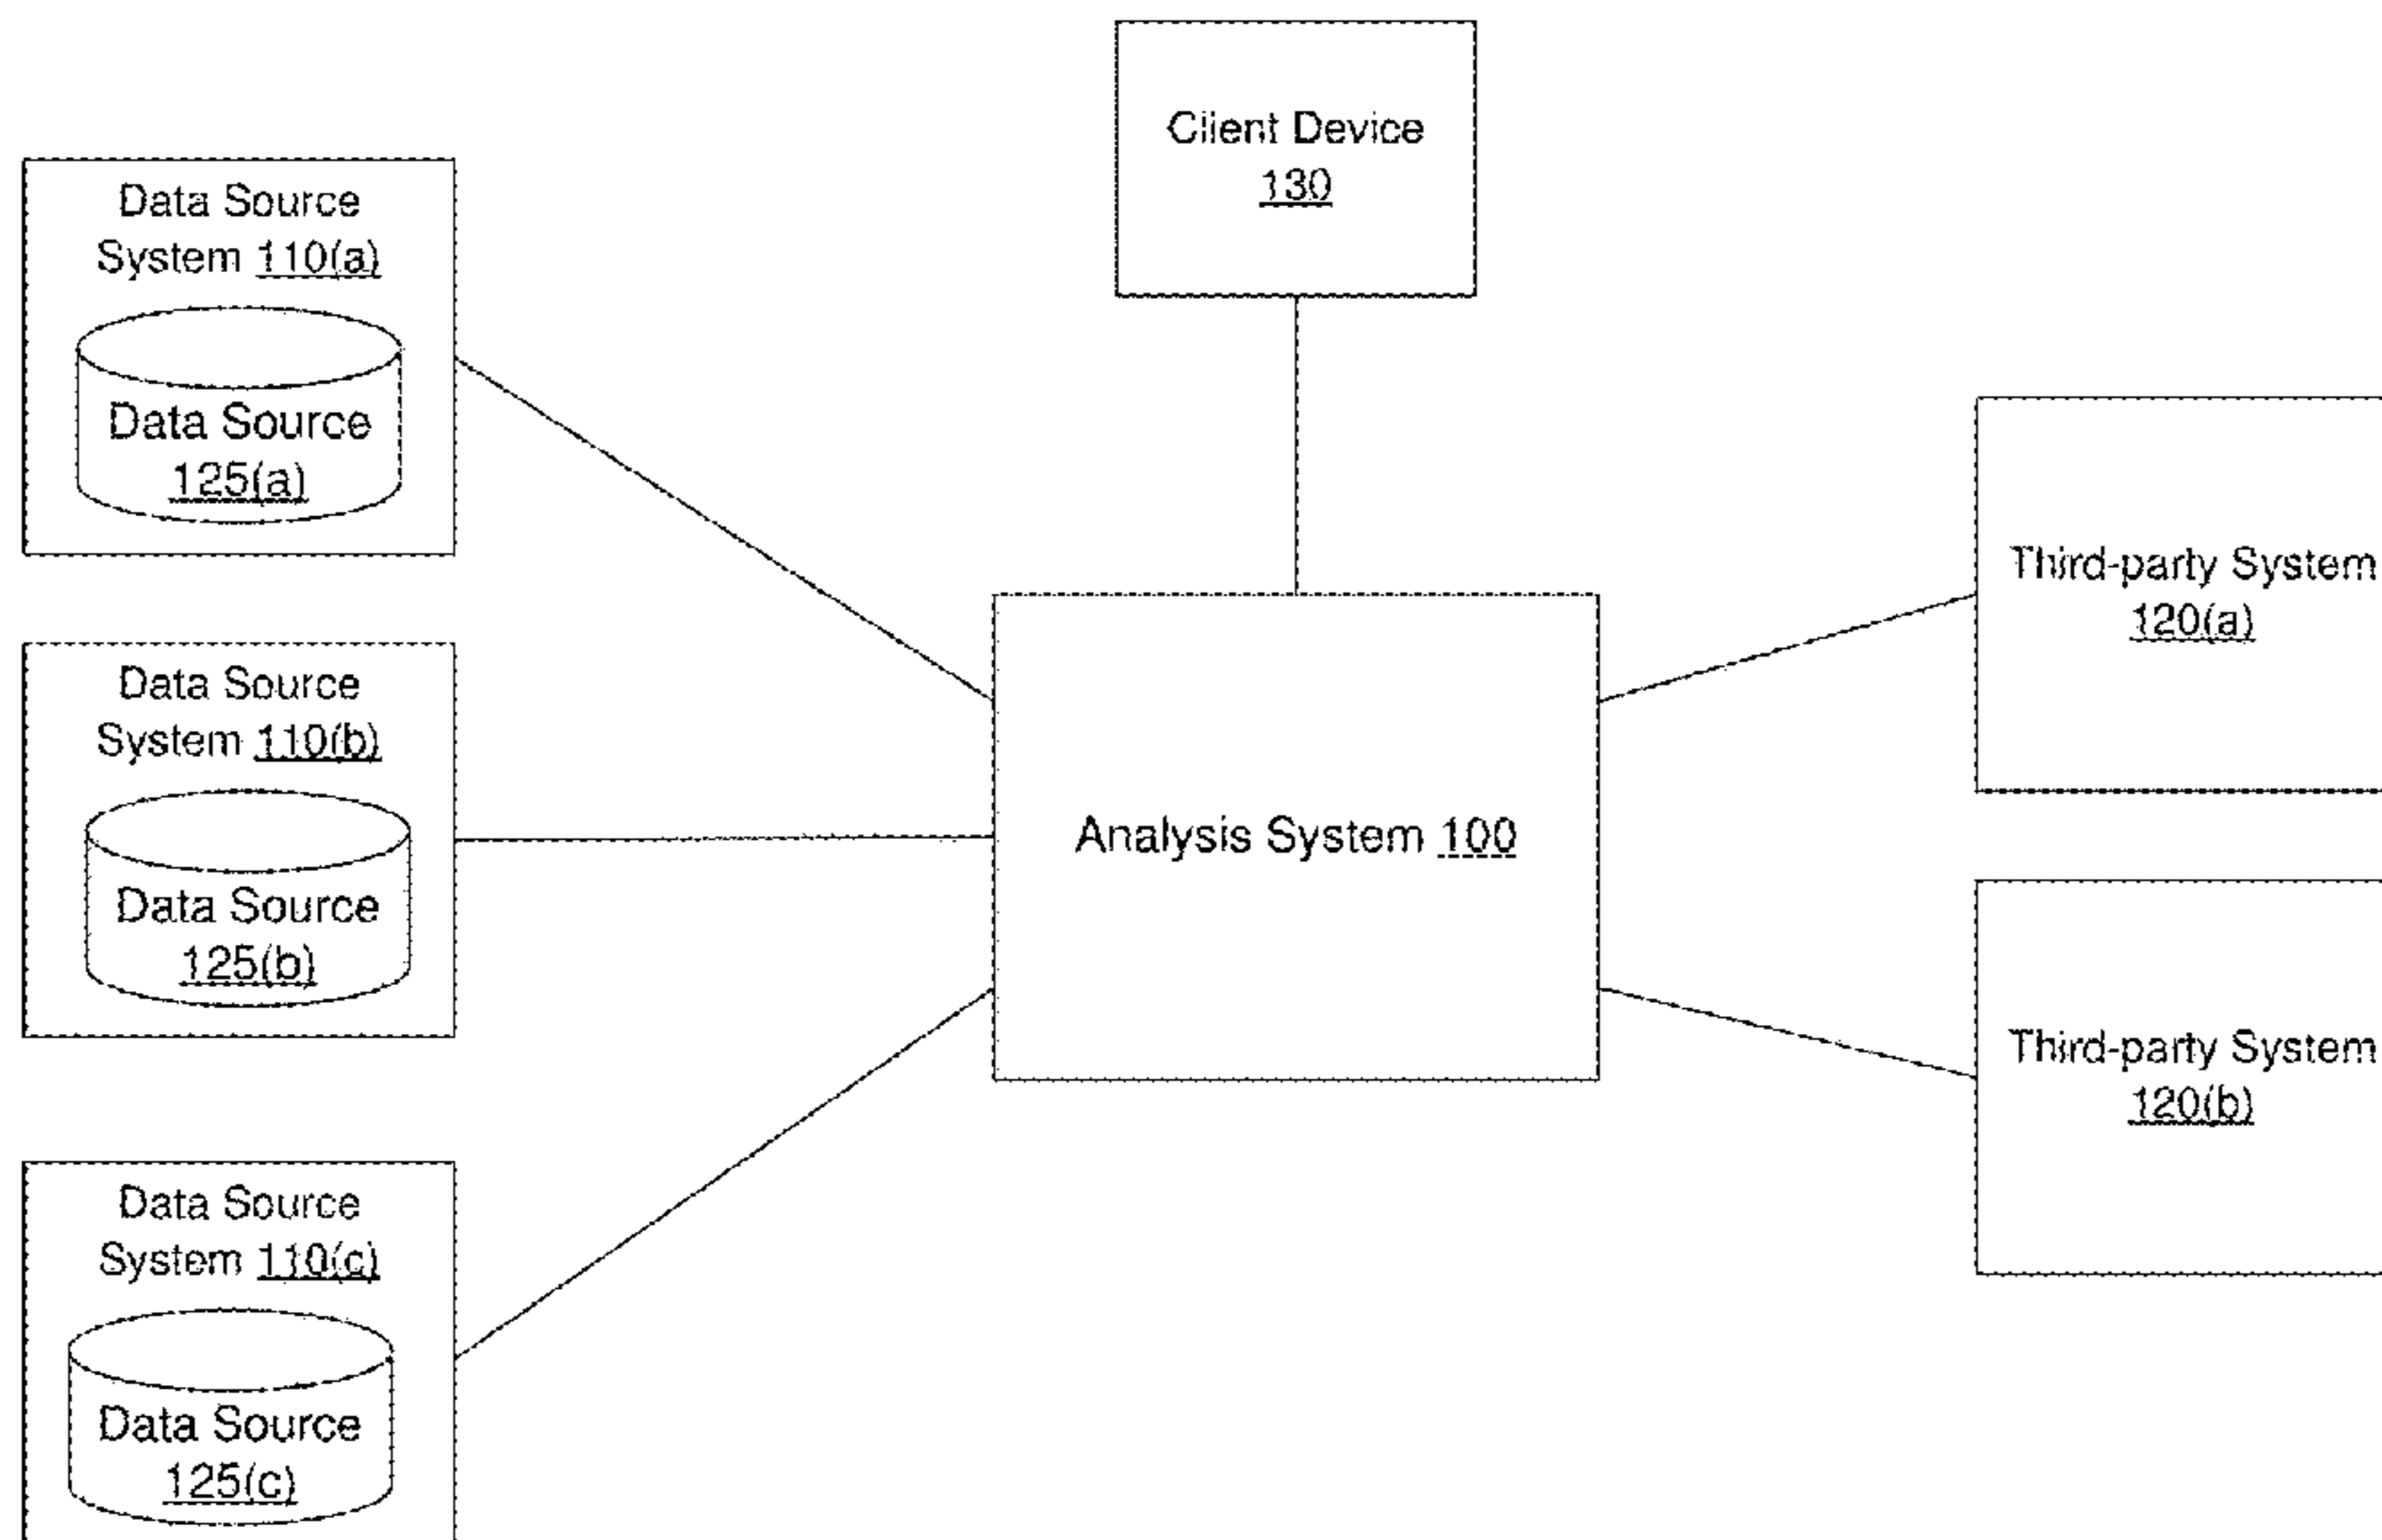 Client Device
130
Data Source
System 110(a)
Data Source
125(a)
Data Source
System 110(b)
Data Source
125(b)
Data Source
System 110(c)
Data Source
125(c)
Analysis System 100
Third-party System
120(a)
Third-party System
120(b)